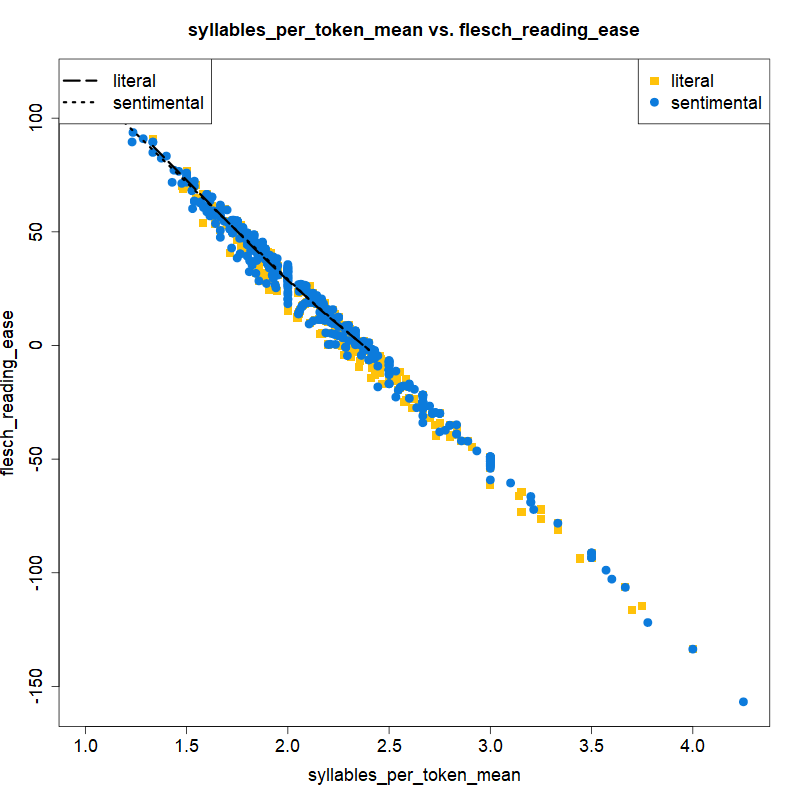 syllables_per_token_mean vs. flesch_reading_ease
literal
sentimental
literal
sentimental
100
50
0
-50
-100
-150
flesch_reading_ease
1.0 1.5 2.0 2.5 3.0 3.5 4.0
syllables_per_token_mean